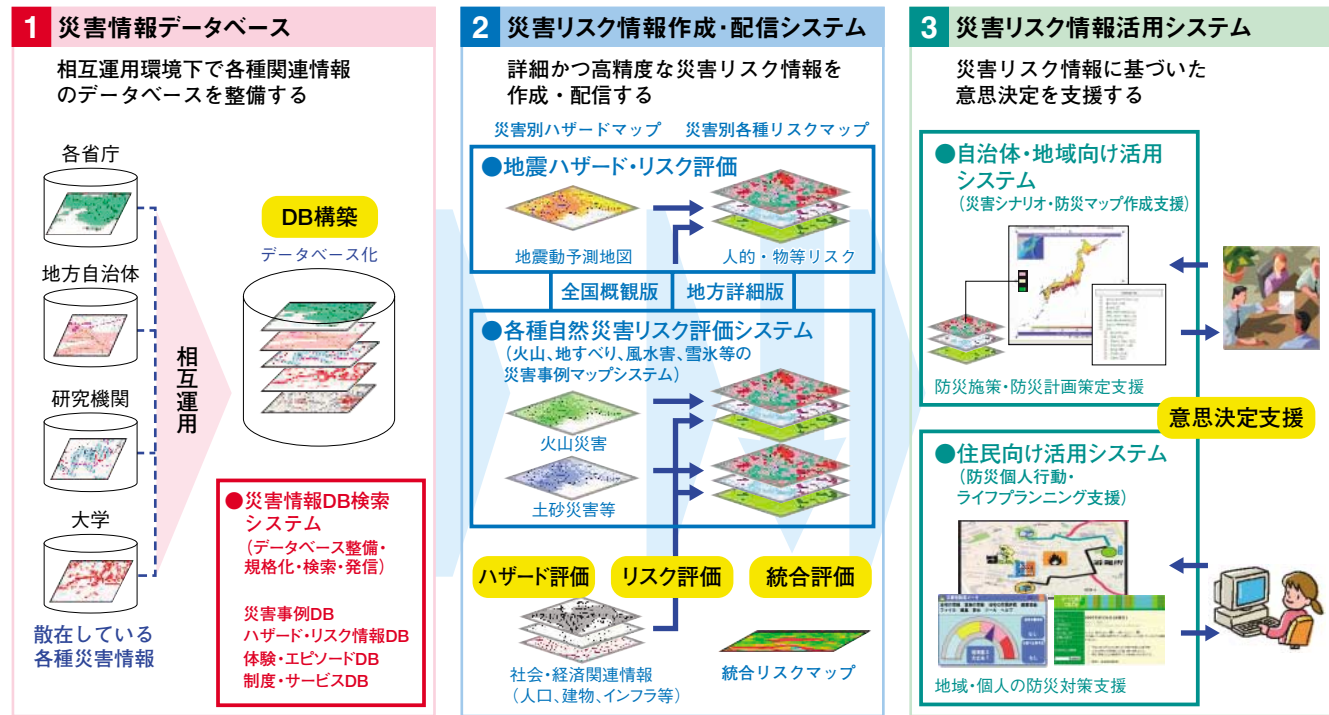 1 災害情報データベース
相互運用環境下で各種関連情報
のデータベースを整備する
各省庁
地方自治体
研究機関
大学
散在している
各種災害情報
相互運用
DB構築
データベース化
●災害情報DB検索
システム
(データベース整備・
規格化・検索・発信)
災害事例DB
ハザード・リスク情報DB
体験・エピソードDB
制度・サービスDB
2 災害リスク情報作成・配信システム
詳細かつ高精度な災害リスク情報を
作成・配信する
災害別ハザードマップ 災害別各種リスクマップ
●地震ハザード・リスク評価
地震動予測地図 人的・物等リスク
全国概観版 地方詳細版
●各種自然災害リスク評価システム
(火山、地すべり、風水害、雪氷等の
災害事例マップシステム)
火山災害
土砂災害等
ハザード評価 リスク評価 統合評価
社会・経済関連情報
(人口、建物、インフラ等)
統合リスクマップ
3 災害リスク情報活用システム
災害リスク情報に基づいた
意思決定を支援する
●自治体・地域向け活用
システム
(災害シナリオ・防災マップ作成支援)
防災施策・防災計画策定支援
意思決定支援
●住民向け活用システム
(防災個人行動・
ライフプランニング支援)
避難所
地域・個人の防災対策支援